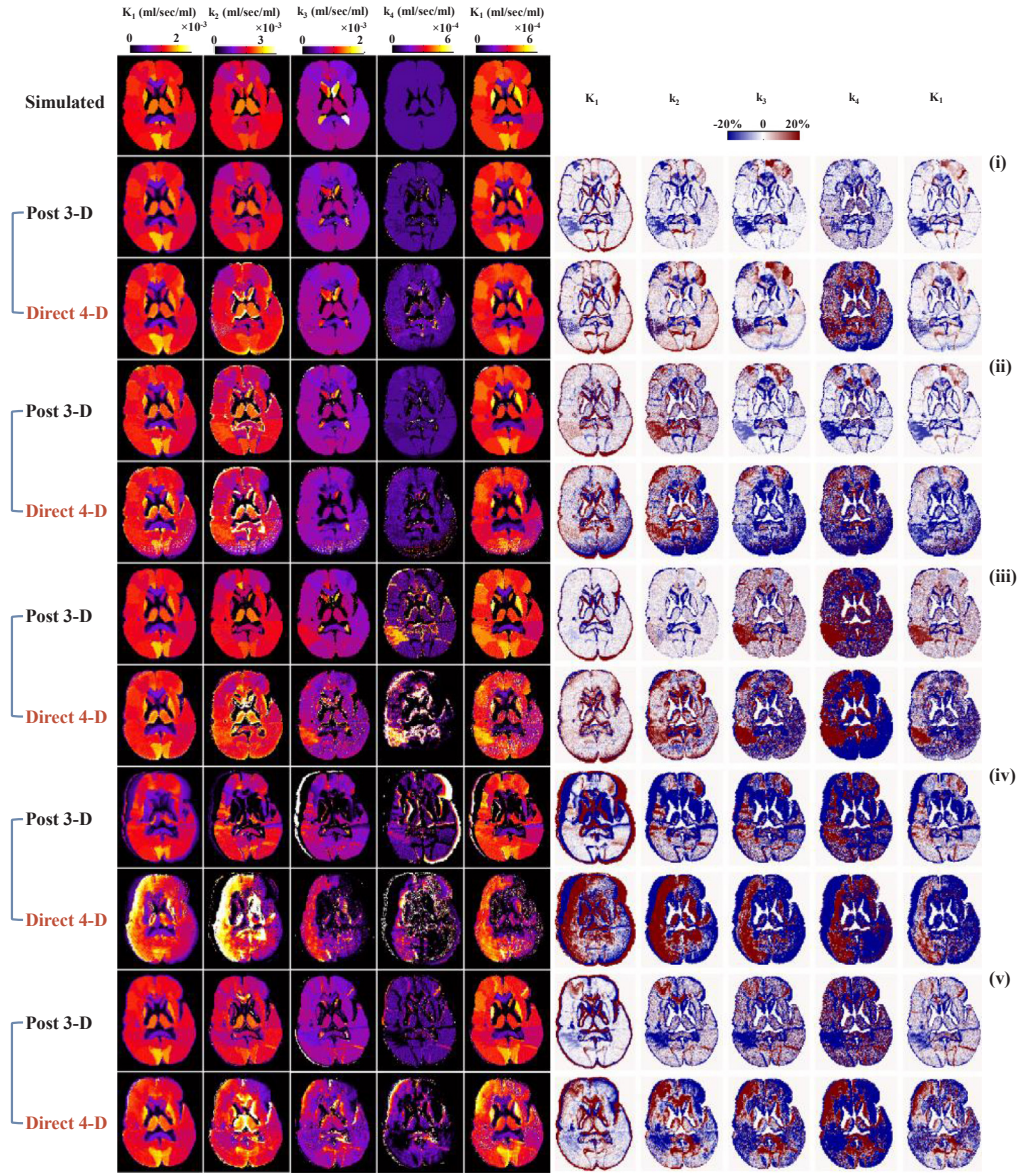 K₁ (ml/sec/ml) k₂ (ml/sec/ml) k₃ (ml/sec/ml) k₄ (ml/sec/ml) K₁ (ml/sec/ml)
×10⁻³ ×10⁻³ ×10⁻³ ×10⁻⁴ ×10⁻⁴
0 2 0 3 0 2 0 6 0 6
Simulated
K₁ k₂ k₃ k₄ K₁
-20% 0 20%
(i)
Post 3-D
Direct 4-D
(ii)
Post 3-D
Direct 4-D
(iii)
Post 3-D
Direct 4-D
(iv)
Post 3-D
Direct 4-D
(v)
Post 3-D
Direct 4-D